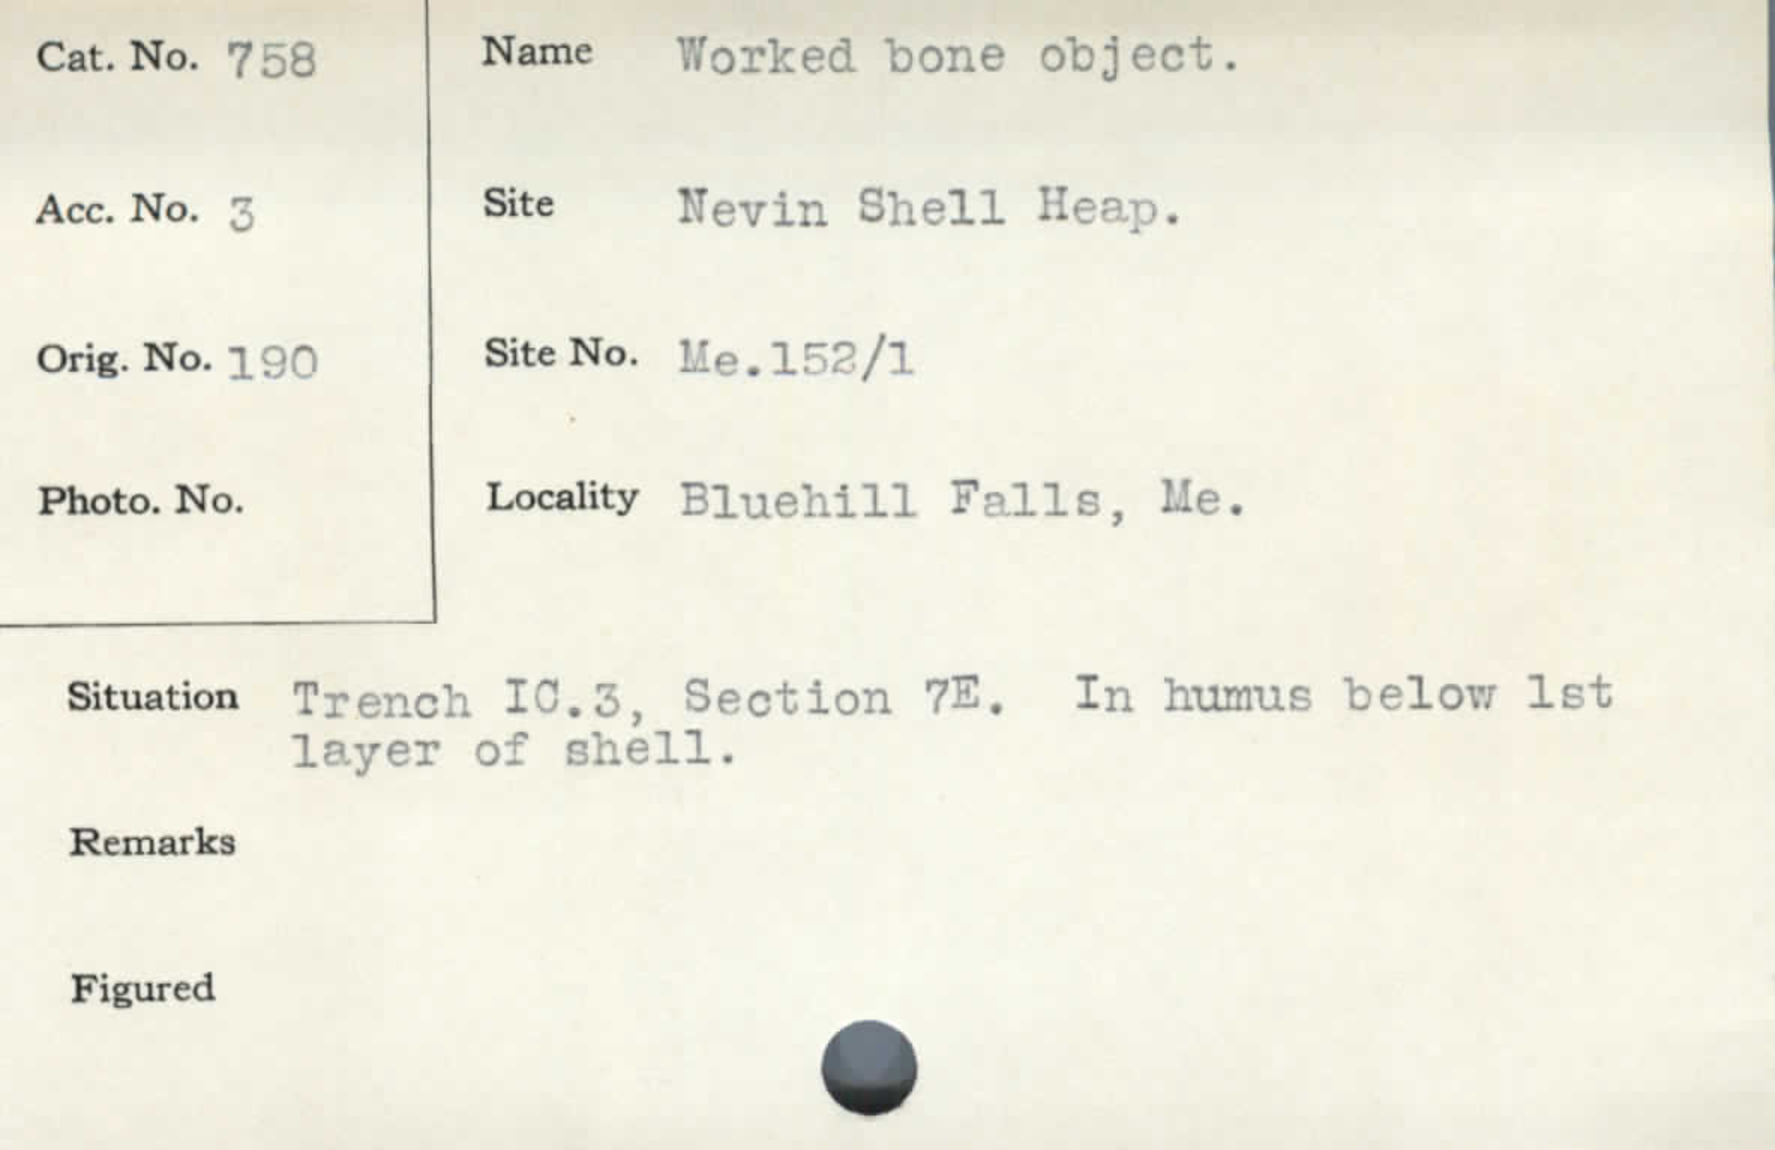 Cat. No. 758
Name Worked bone object.
Acc. No. 3
Site Nevin Shell Heap.
Orig. No. 190
Site No. Me.152/1
Photo. No.
Locality Bluehill Falls, Me.
Situation Trench IC.3, Section 7E. In humus below 1st
layer of shell.
Remarks
Figured